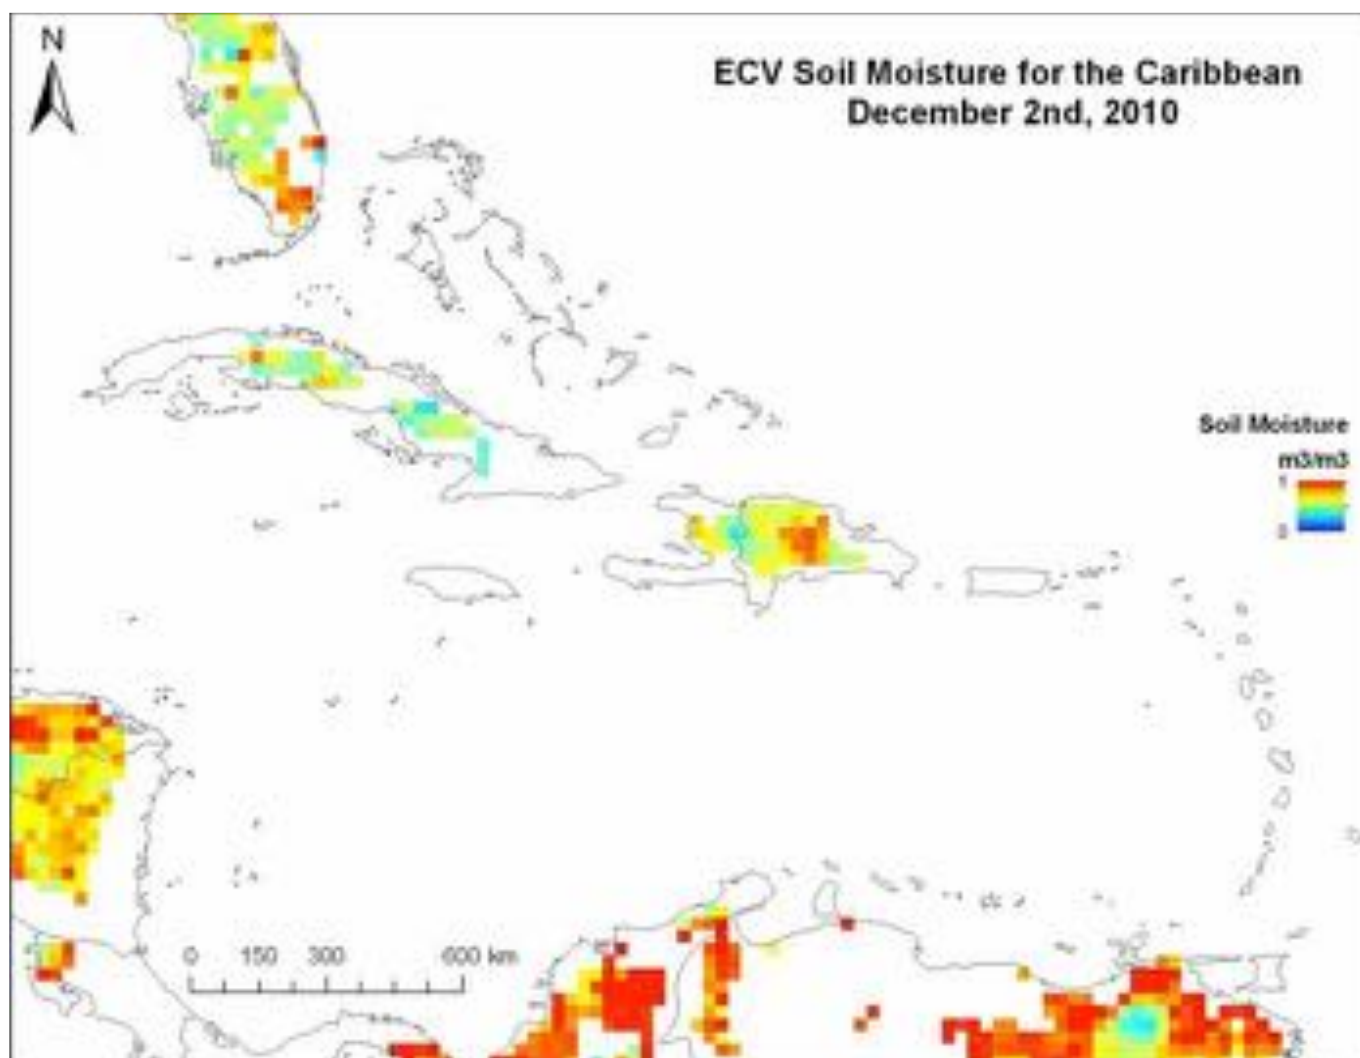 N
ECV Soil Moisture for the Caribbean
December 2nd, 2010
Soil Moisture
m3/m3
1
0
0 150 300 600 km